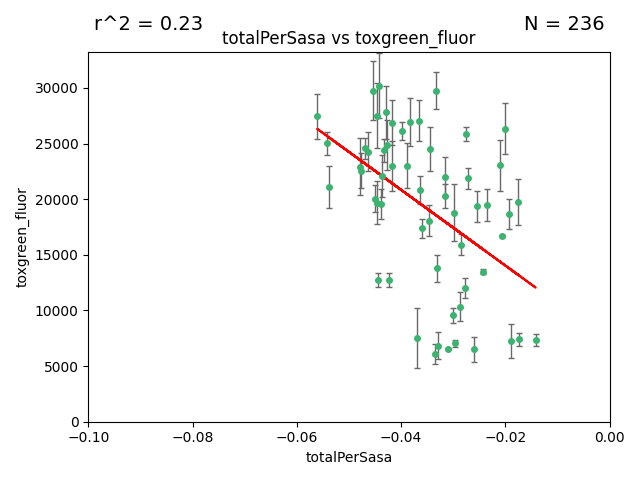 r^2 = 0.23
N = 236
totalPerSasa vs toxgreen_fluor
toxgreen_fluor
30000
25000
20000
15000
10000
5000
0
−0.10
−0.08
−0.06
−0.04
−0.02
0.00
totalPerSasa